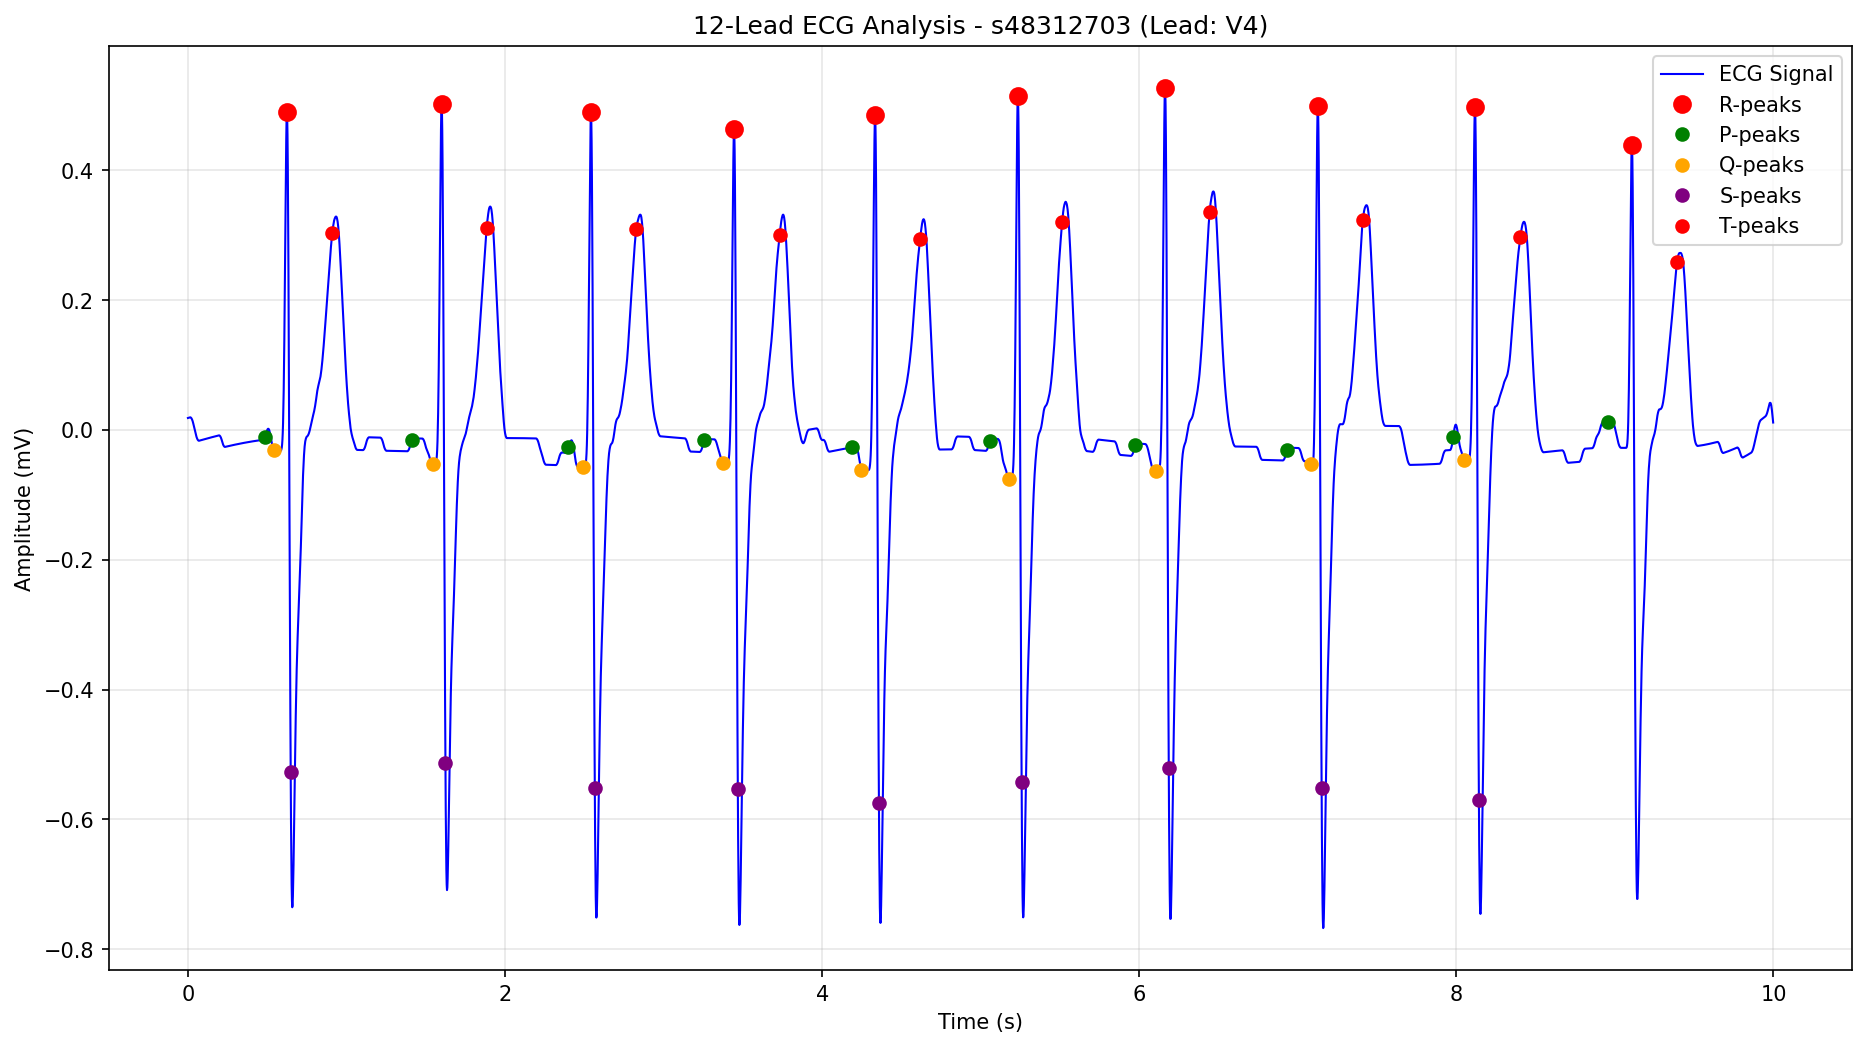 12-Lead ECG Analysis - s48312703 (Lead: V4)
ECG Signal
R-peaks
P-peaks
Q-peaks
S-peaks
T-peaks
0.4
0.2
0.0
−0.2
−0.4
−0.6
−0.8
Amplitude (mV)
0 2 4 6 8 10
Time (s)